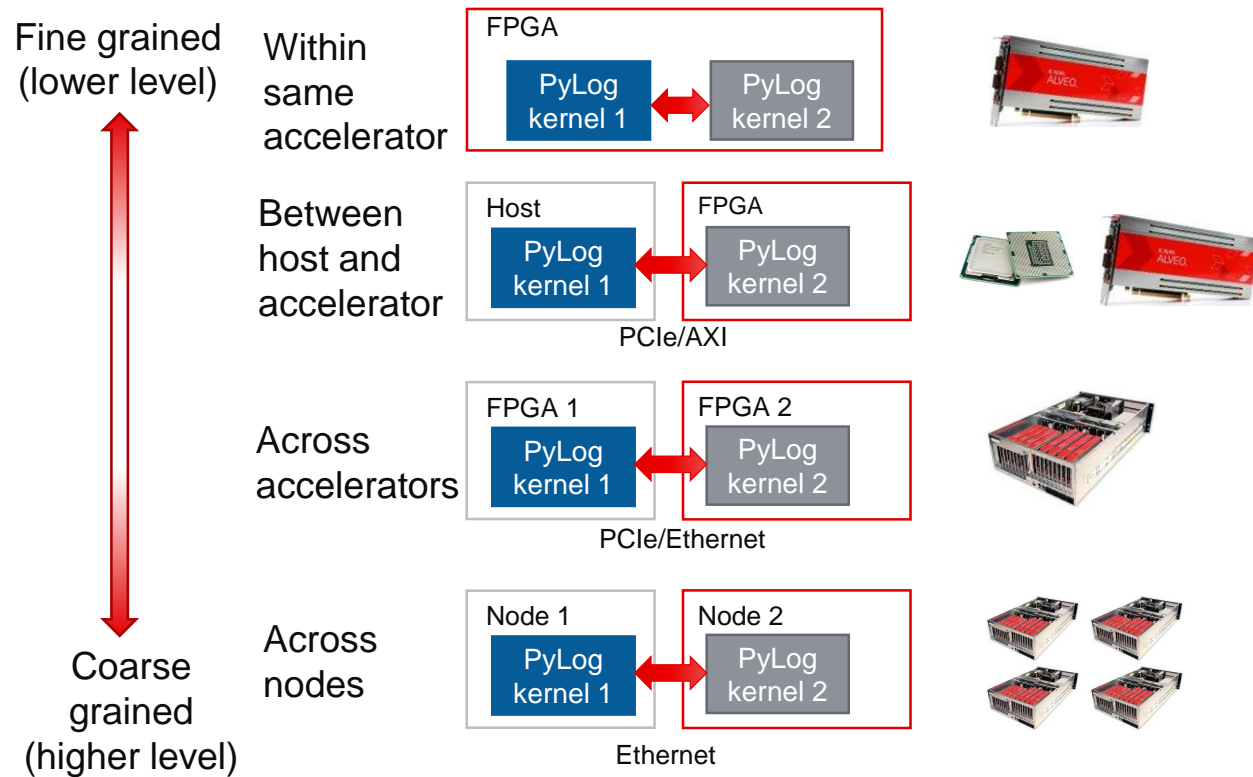 Fine grained
(lower level)
Coarse
grained
(higher level)
Within
same
accelerator
FPGA
PyLog
kernel 1
PyLog
kernel 2
ALVEO
Between
host and
accelerator
Host
PyLog
kernel 1
FPGA
PyLog
kernel 2
PCIe/AXI
ALVEO
Across
accelerators
FPGA 1
PyLog
kernel 1
FPGA 2
PyLog
kernel 2
PCIe/Ethernet
Across
nodes
Node 1
PyLog
kernel 1
Node 2
PyLog
kernel 2
Ethernet